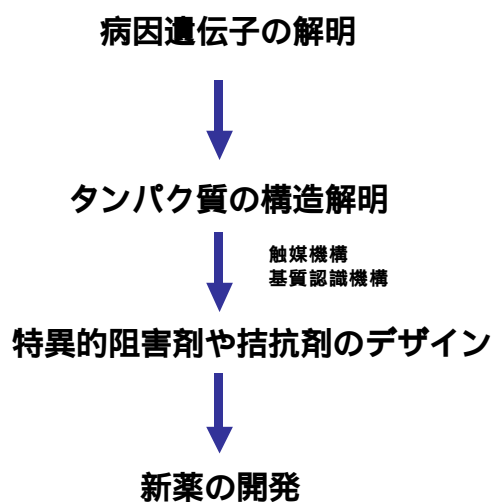 病因遺伝子の解明
タンパク質の構造解明
触媒機構
基質認識機構
特異的阻害剤や拮抗剤のデザイン
新薬の開発